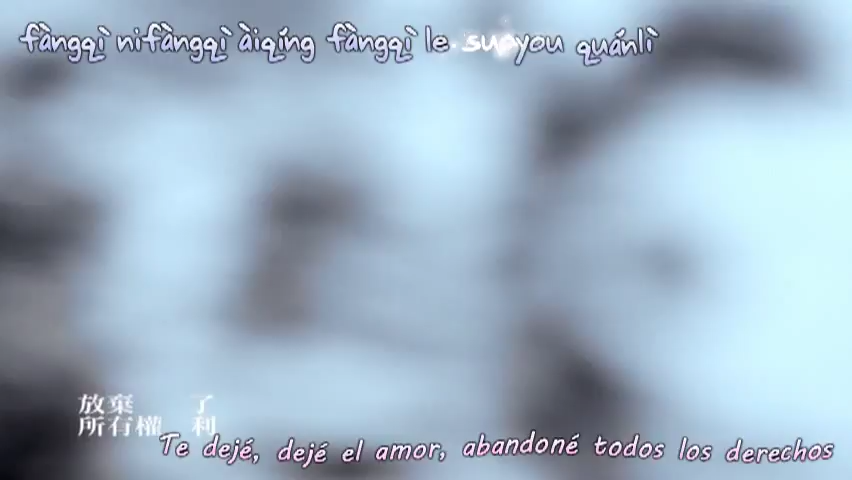 fàngqì nifàngqì àiqíng fàngqì le suoyou quánlì
放棄 了
所有權 利
Te dejé, dejé el amor, abandoné todos los derechos